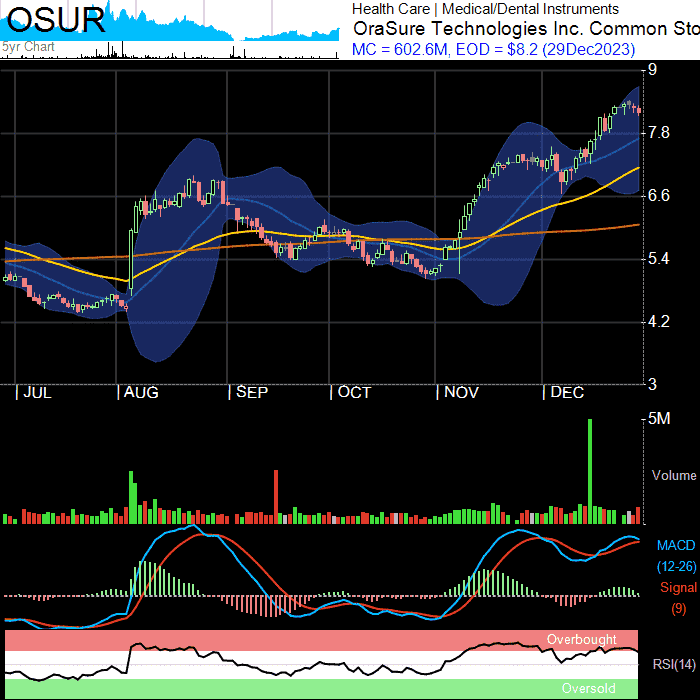 OSUR
5yr Chart
Health Care | Medical/Dental Instruments
OraSure Technologies Inc. Common Sto
MC = 602.6M, EOD = $8.2 (29Dec2023)
9
7.8
6.6
5.4
4.2
3
JUL AUG SEP OCT NOV DEC
5M
Volume
MACD
(12-26)
Signal
(9)
Overbought
RSI(14)
Oversold